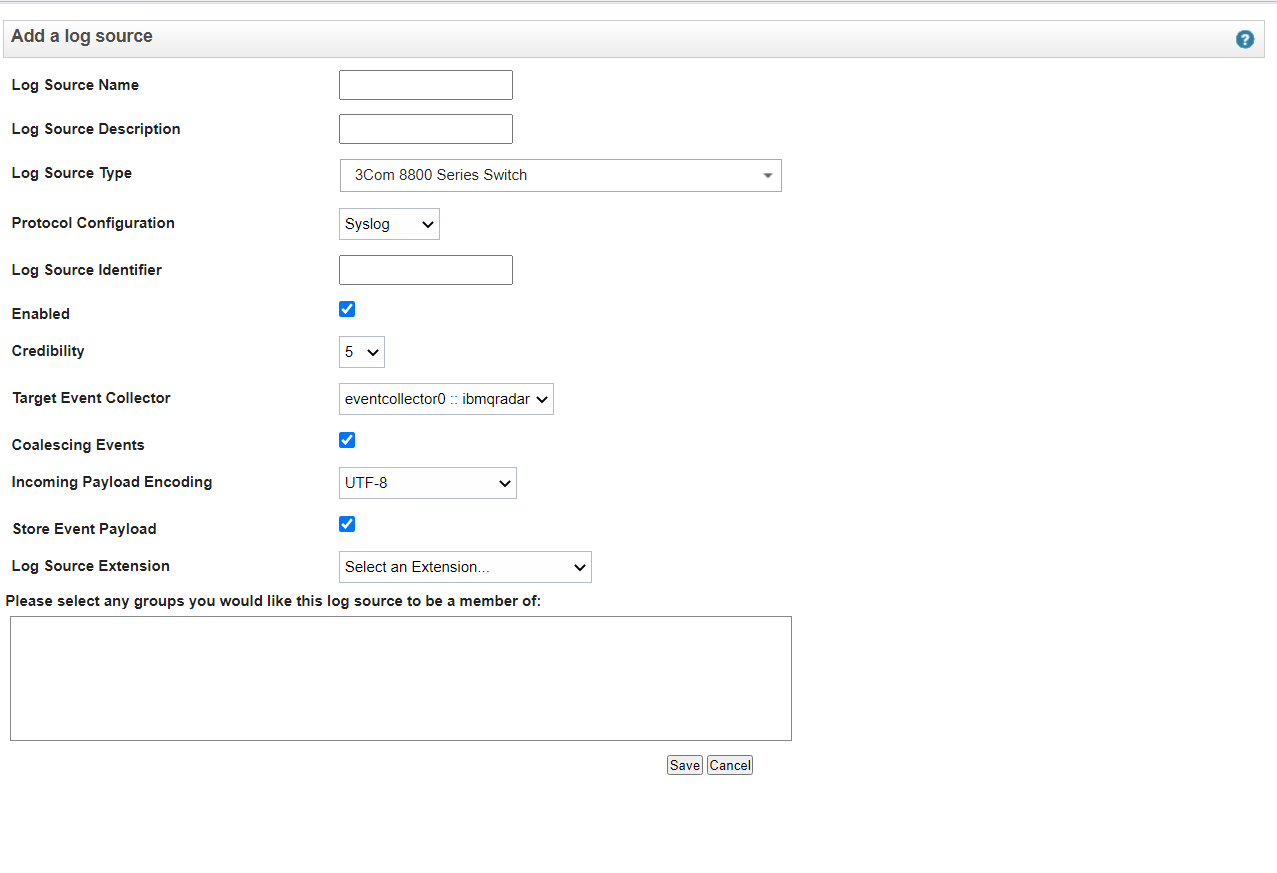 Add a log source
?
Log Source Name
Log Source Description
Log Source Type 3Com 8800 Series Switch
Protocol Configuration Syslog
Log Source Identifier
Enabled
Credibility 5
Target Event Collector eventcollector0 :: ibmqradar
Coalescing Events
Incoming Payload Encoding UTF-8
Store Event Payload
Log Source Extension Select an Extension...
Please select any groups you would like this log source to be a member of:
Save Cancel